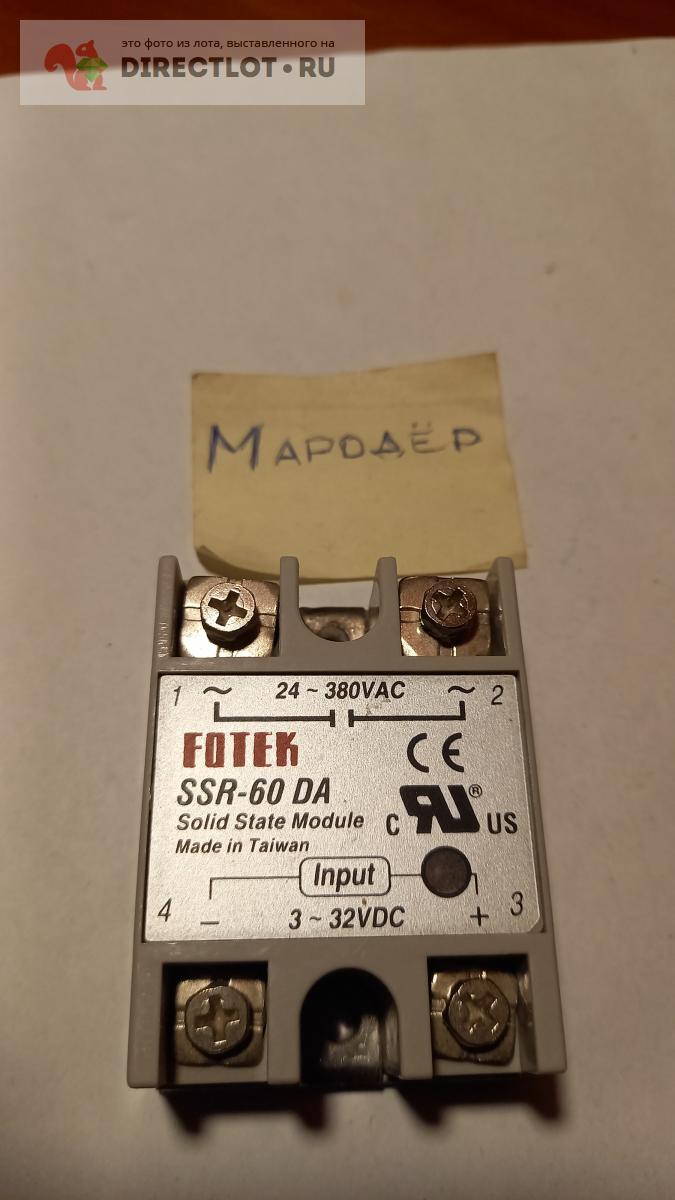 это фото из лота, выставленного на
DIRECTLOT•RU
МАРОДЁР
1 ~ 24 ~ 380VAC ~ 2
FOTEK
CE
SSR-60 DA
Solid State Module
Made in Taiwan
C RU® US
Input
4 − 3 ~ 32VDC + 3